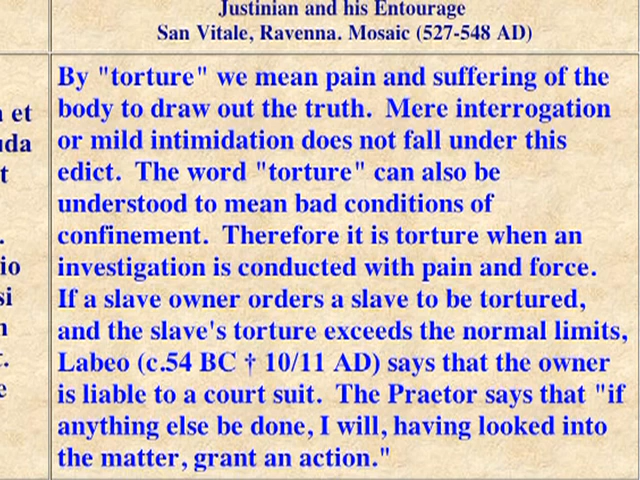 Justinian and his Entourage
San Vitale, Ravenna. Mosaic (527-548 AD)
By "torture" we mean pain and suffering of the
body to draw out the truth.  Mere interrogation
or mild intimidation does not fall under this
edict.  The word "torture" can also be
understood to mean bad conditions of
confinement.  Therefore it is torture when an
investigation is conducted with pain and force.
If a slave owner orders a slave to be tortured,
and the slave's torture exceeds the normal limits,
Labeo (c.54 BC † 10/11 AD) says that the owner
is liable to a court suit.  The Praetor says that "if
anything else be done, I will, having looked into
the matter, grant an action."
et